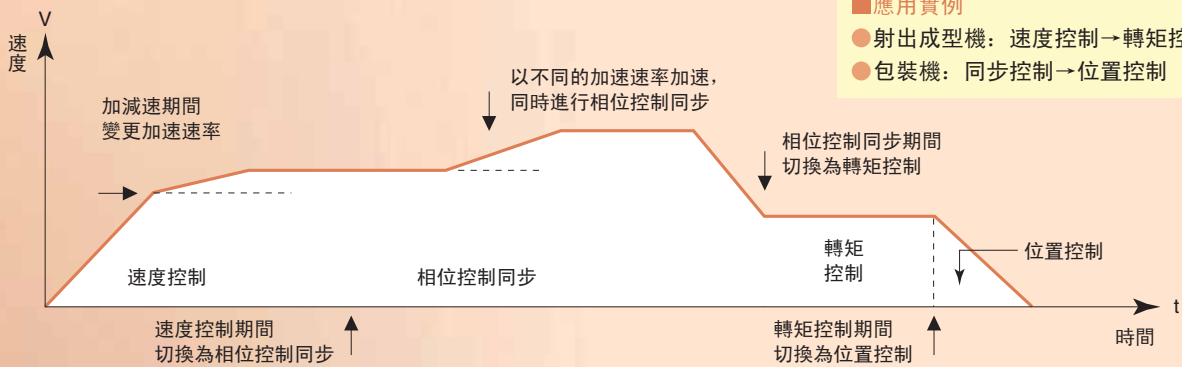 V
速度
加減速期間
變更加速速率
以不同的加速速率加速，
同時進行相位控制同步
■應用實例
●射出成型機：速度控制→轉矩控
●包裝機：同步控制→位置控制
相位控制同步期間
切換為轉矩控制
速度控制
相位控制同步
轉矩
控制
位置控制
t
時間
速度控制期間
切換為相位控制同步
轉矩控制期間
切換為位置控制